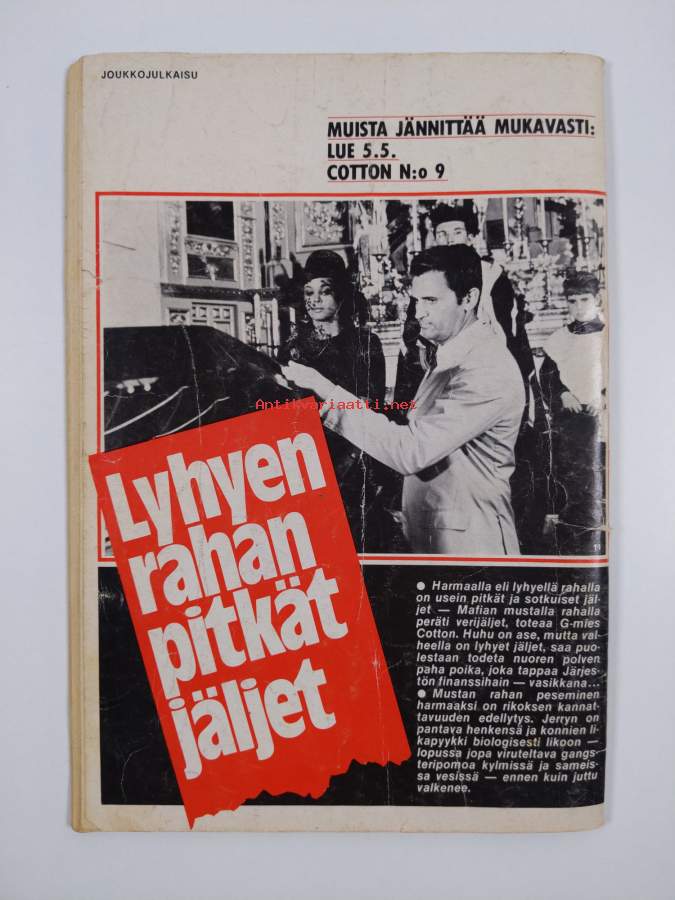 JOUKKOJULKAISU
MUISTA JÄNNITTÄÄ MUKAVASTI:
LUE 5.5.
COTTON N:o 9
Antikvariaatti.net
Lyhyen
rahan
pitkät
jäljet
● Harmaalla eli lyhyellä rahalla
on usein pitkät ja sotkuiset jäl-
jet — Mafian mustalla rahalla
peräti verijäljet, toteaa G-mies
Cotton. Huhu on ase, mutta val-
heella on lyhyet jäljet, saa puo-
lestaan todeta nuoren polven
paha poika, joka tappaa Järjes-
tön finanssihain — vasikkana...
● Mustan rahan peseminen
harmaaksi on rikoksen kannat-
tavuuden edellytys. Jerryn on
pantava henkensä ja konnien li-
kapyykki biologisesti likoon —
lopussa jopa viruteltava gangs-
teripomoa kylmissä ja sameis-
sa vesissä — ennen kuin juttu
valkenee.